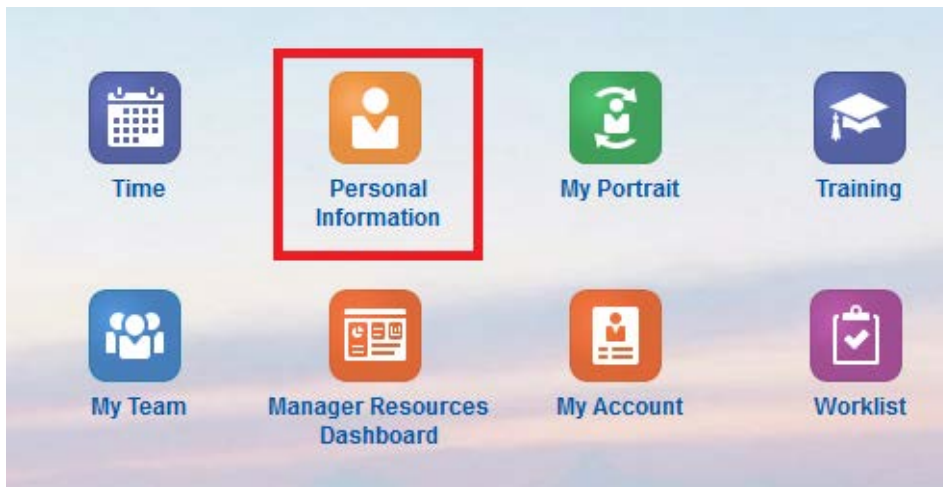 Time
Personal
Information
My Portrait
Training
My Team
Manager Resources
Dashboard
My Account
Worklist